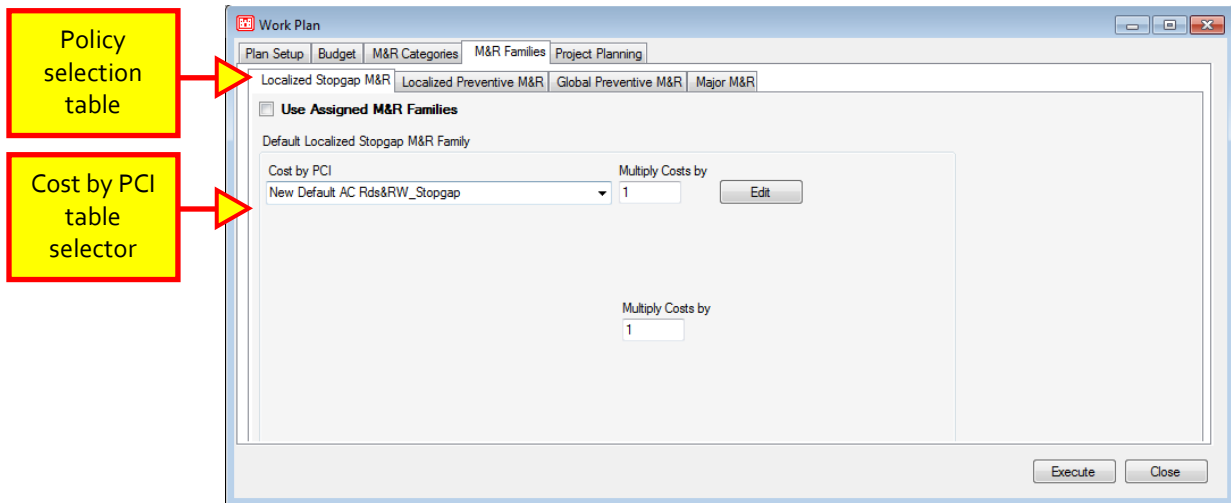 Policy
selection
table
Cost by PCI
table
selector
Work Plan
Plan Setup Budget M&R Categories M&R Families Project Planning
Localized Stopgap M&R Localized Preventive M&R Global Preventive M&R Major M&R
Use Assigned M&R Families
Default Localized Stopgap M&R Family
Cost by PCI Multiply Costs by
New Default AC Rds&RW_Stopgap 1 Edit
Multiply Costs by
1
Execute Close